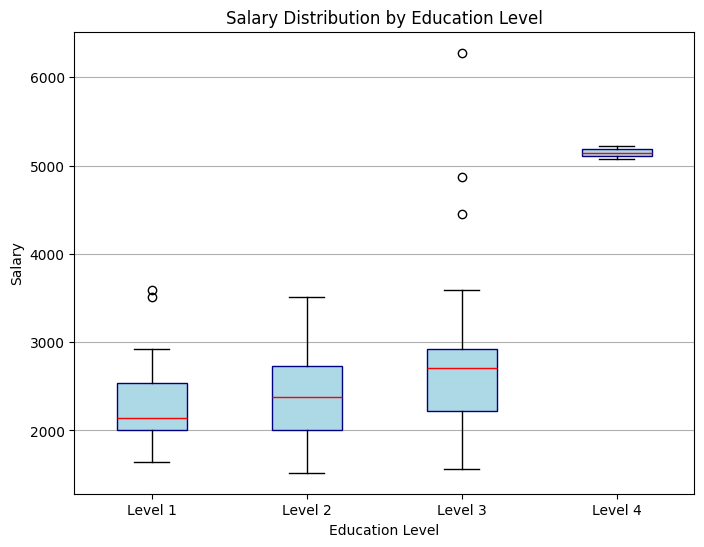 Salary Distribution by Education Level
Salary
6000
5000
4000
3000
2000
Level 1
Level 2
Level 3
Level 4
Education Level